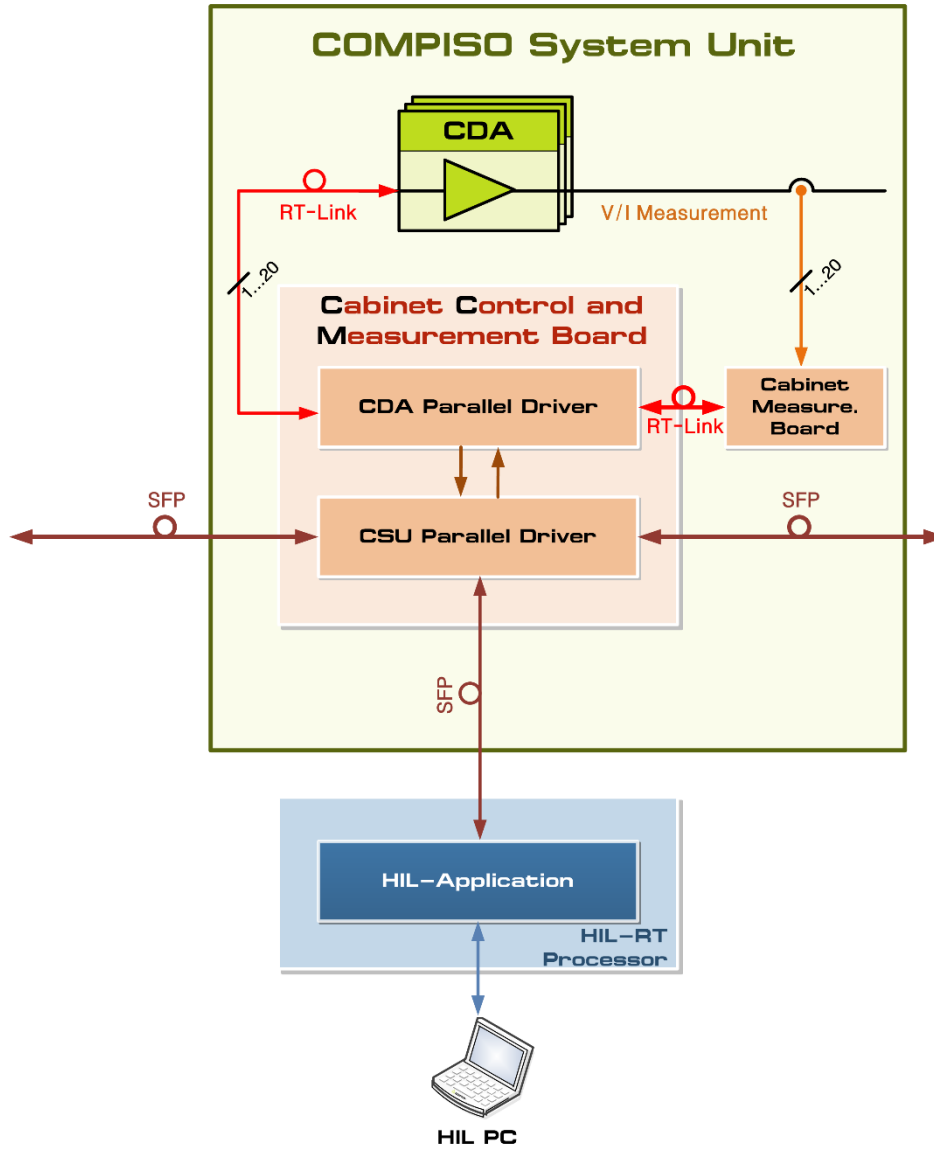 COMPISO System Unit
CDA
RT-Link
V/I Measurement
1...20
1...20
Cabinet Control and
Measurement Board
CDA Parallel Driver
RT-Link
Cabinet
Measure.
Board
SFP
CSU Parallel Driver
SFP
SFP
HIL-Application
HIL-RT
Processor
HIL PC